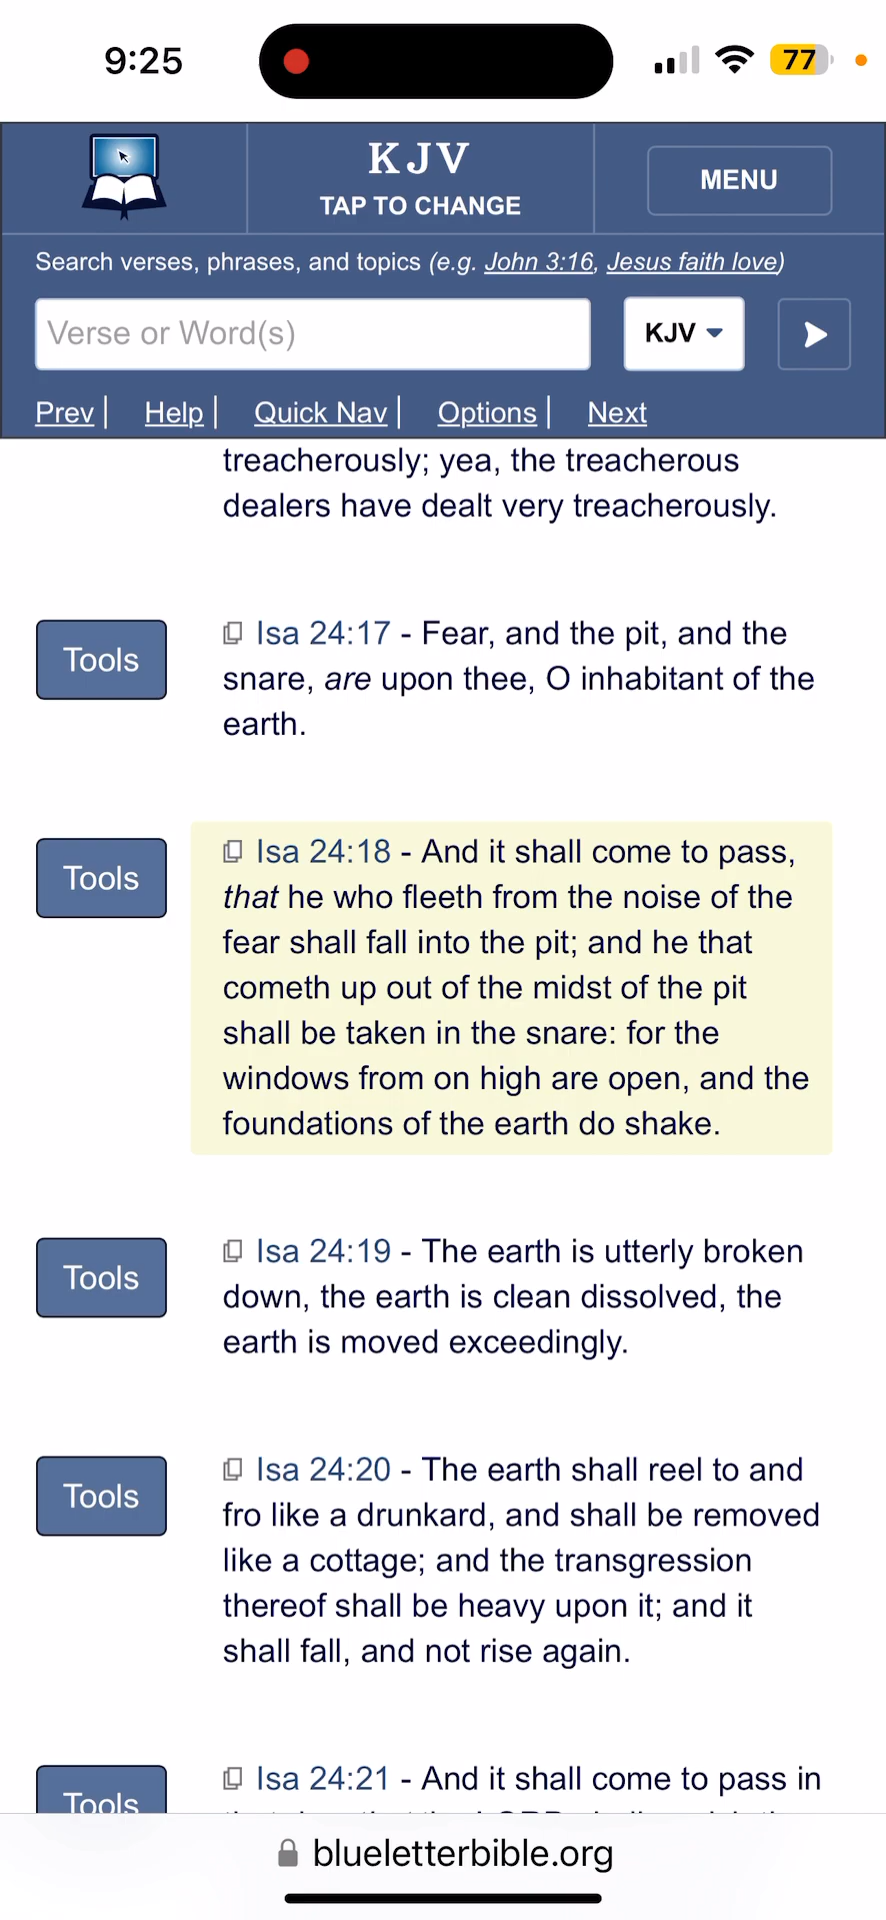 9:25
77
KJV
TAP TO CHANGE
MENU
Search verses, phrases, and topics (e.g. John 3:16, Jesus faith love)
Verse or Word(s)
KJV
Prev | Help | Quick Nav | Options | Next
treacherously; yea, the treacherous
dealers have dealt very treacherously.
Tools
Isa 24:17 - Fear, and the pit, and the
snare, are upon thee, O inhabitant of the
earth.
Tools
Isa 24:18 - And it shall come to pass,
that he who fleeth from the noise of the
fear shall fall into the pit; and he that
cometh up out of the midst of the pit
shall be taken in the snare: for the
windows from on high are open, and the
foundations of the earth do shake.
Tools
Isa 24:19 - The earth is utterly broken
down, the earth is clean dissolved, the
earth is moved exceedingly.
Tools
Isa 24:20 - The earth shall reel to and
fro like a drunkard, and shall be removed
like a cottage; and the transgression
thereof shall be heavy upon it; and it
shall fall, and not rise again.
Tools
Isa 24:21 - And it shall come to pass in
blueletterbible.org